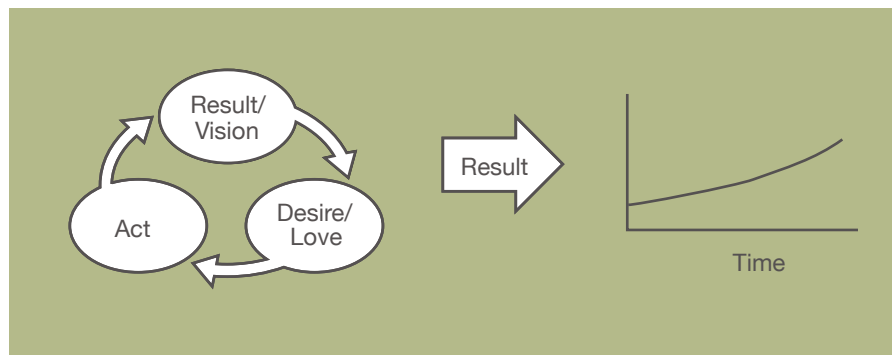 Result/
Vision
Desire/
Love
Act
Result
Time